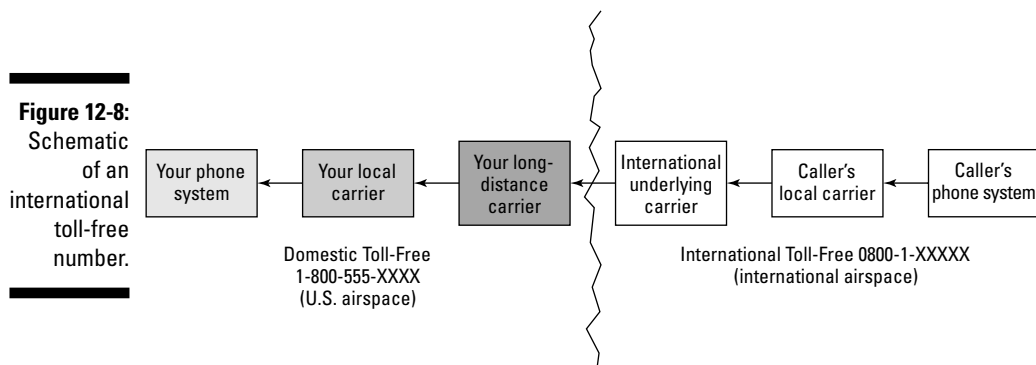 Figure 12-8:
Schematic
of an
international
toll-free
number.
Your phone
system
Your local
carrier
Your long-
distance
carrier
International
underlying
carrier
Caller's
local carrier
Caller's
phone system
Domestic Toll-Free
1-800-555-XXXX
(U.S. airspace)
International Toll-Free 0800-1-XXXXX
(international airspace)